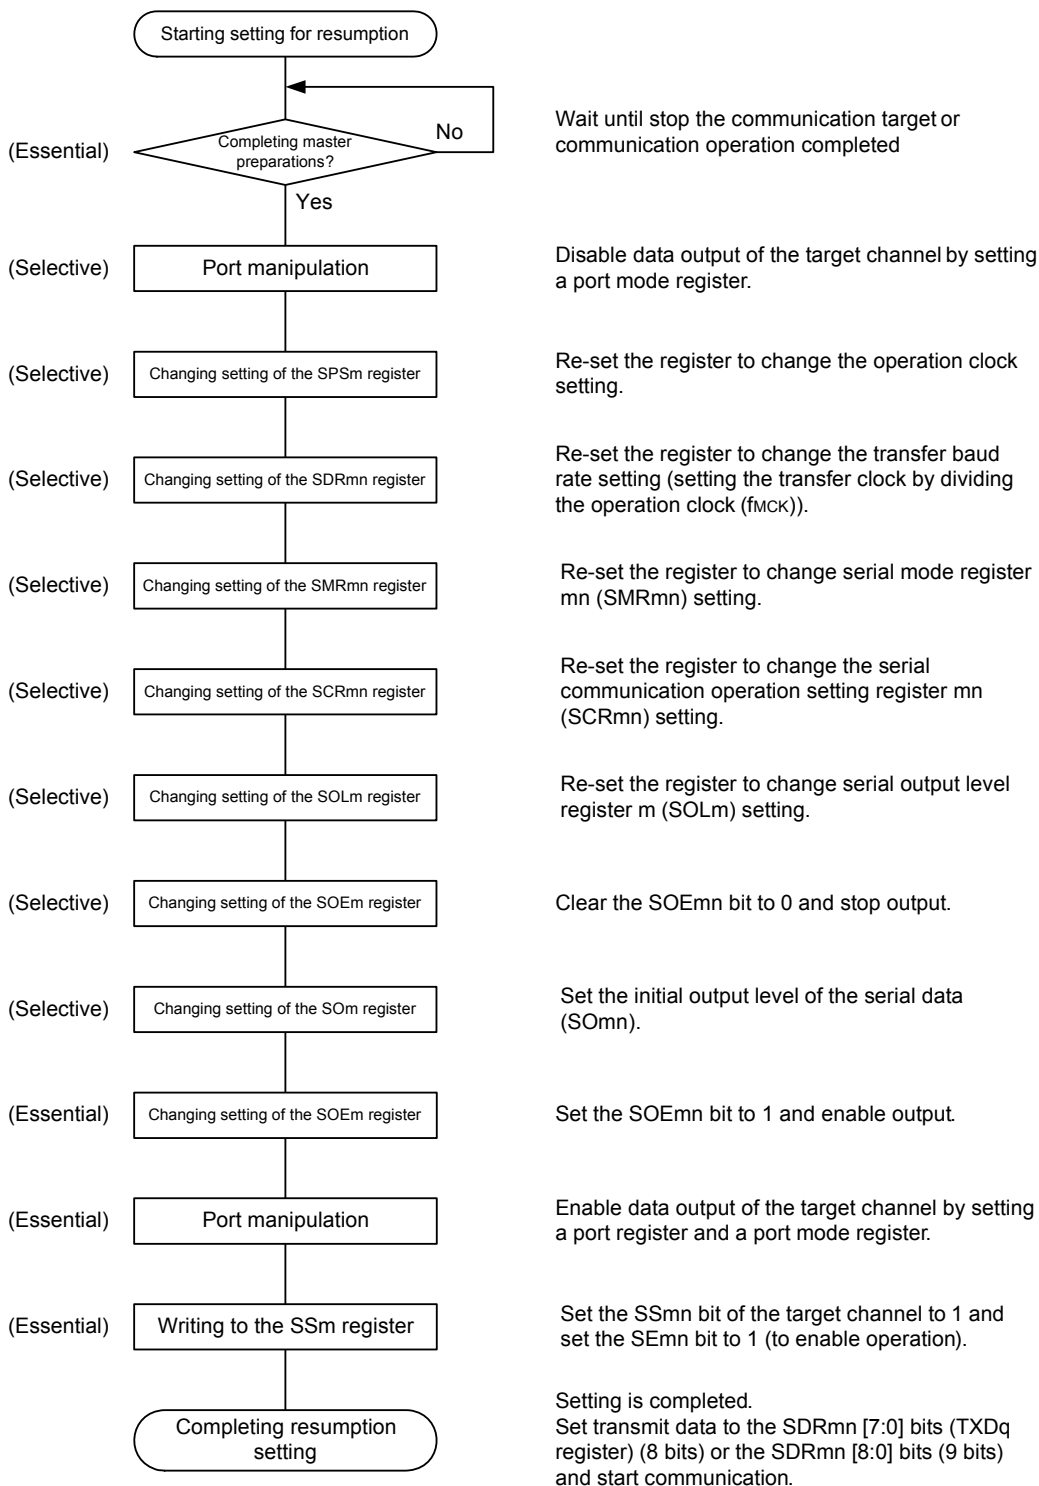 Starting setting for resumption
(Essential)
Completing master
preparations?
No
Yes
Wait until stop the communication target or
communication operation completed
(Selective)
Port manipulation
Disable data output of the target channel by setting
a port mode register.
(Selective)
Changing setting of the SPSm register
Re-set the register to change the operation clock
setting.
(Selective)
Changing setting of the SDRmn register
Re-set the register to change the transfer baud
rate setting (setting the transfer clock by dividing
the operation clock (fMCK)).
(Selective)
Changing setting of the SMRmn register
Re-set the register to change serial mode register
mn (SMRmn) setting.
(Selective)
Changing setting of the SCRmn register
Re-set the register to change the serial
communication operation setting register mn
(SCRmn) setting.
(Selective)
Changing setting of the SOLm register
Re-set the register to change serial output level
register m (SOLm) setting.
(Selective)
Changing setting of the SOEm register
Clear the SOEmn bit to 0 and stop output.
(Selective)
Changing setting of the SOm register
Set the initial output level of the serial data
(SOmn).
(Essential)
Changing setting of the SOEm register
Set the SOEmn bit to 1 and enable output.
(Essential)
Port manipulation
Enable data output of the target channel by setting
a port register and a port mode register.
(Essential)
Writing to the SSm register
Set the SSmn bit of the target channel to 1 and
set the SEmn bit to 1 (to enable operation).
Completing resumption
setting
Setting is completed.
Set transmit data to the SDRmn [7:0] bits (TXDq
register) (8 bits) or the SDRmn [8:0] bits (9 bits)
and start communication.